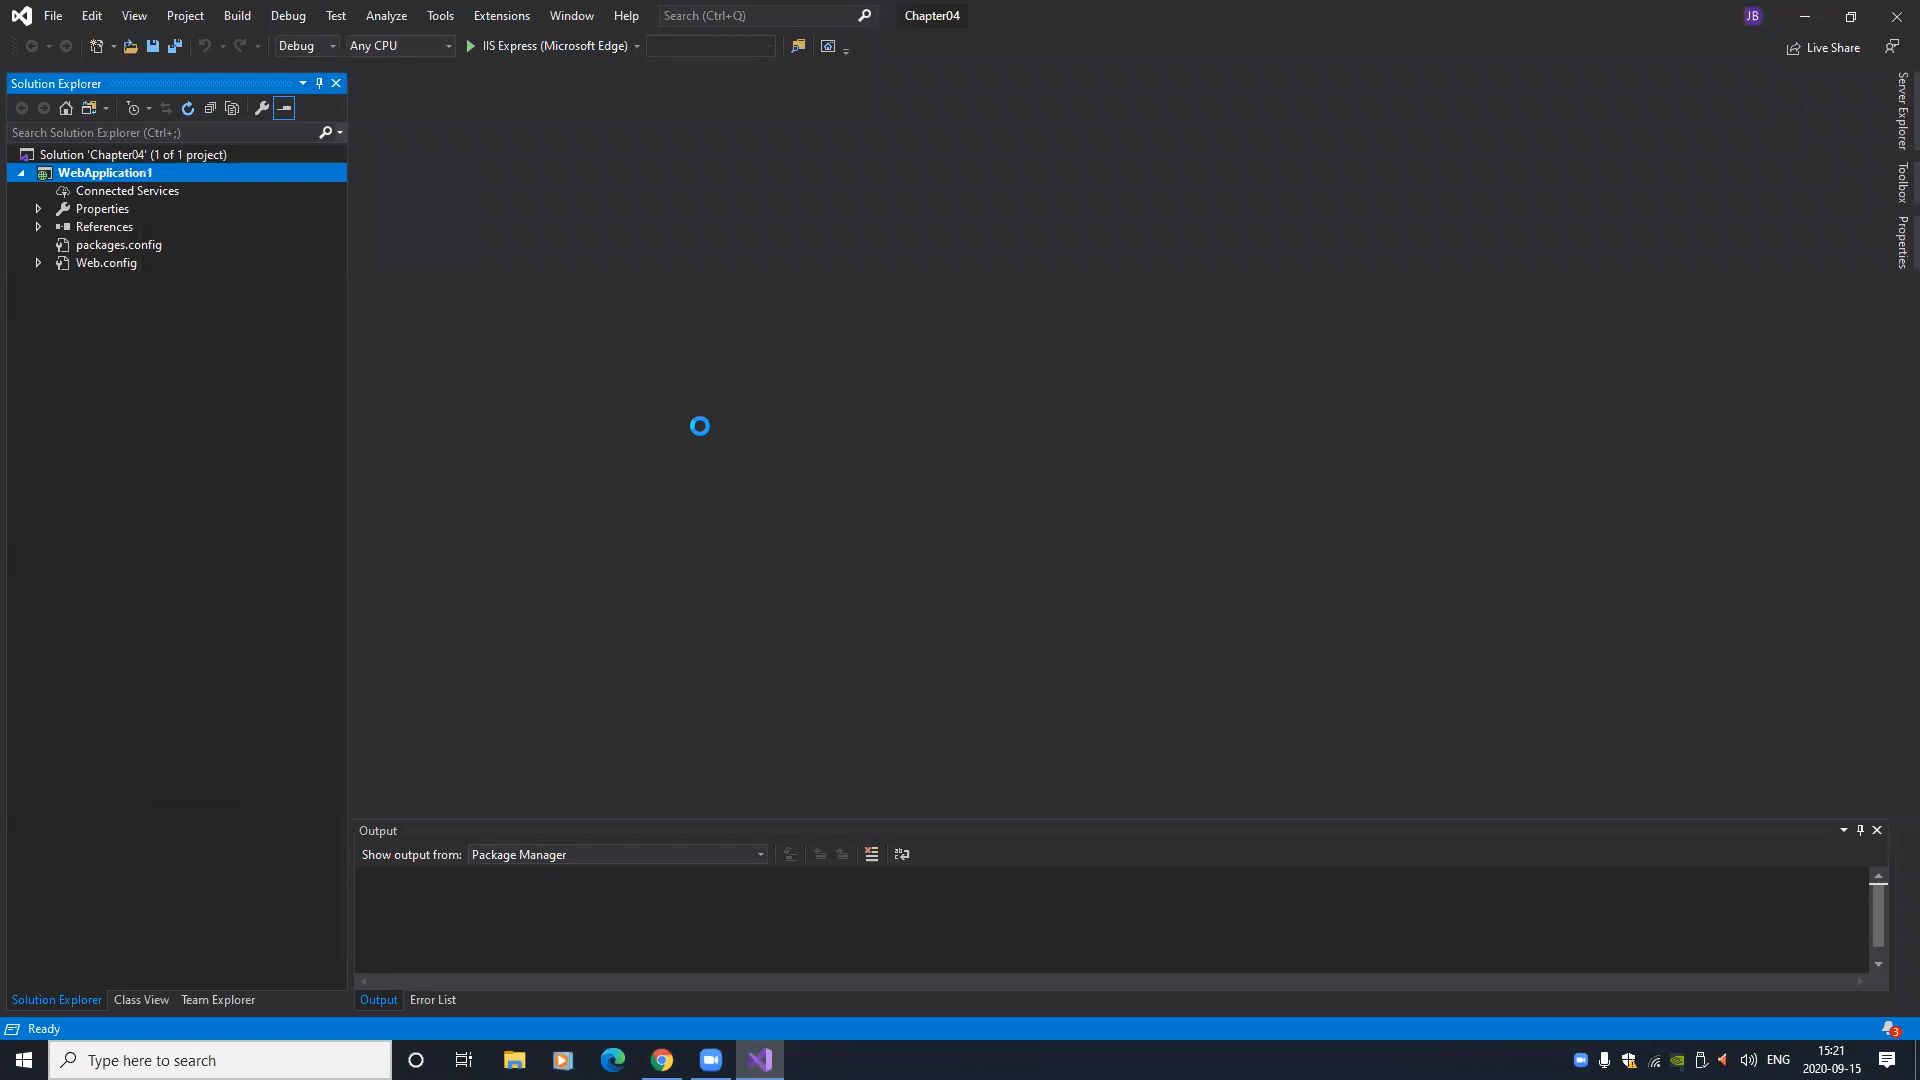 File Edit View Project Build Debug Test Analyze Tools Extensions Window Help Search (Ctrl+Q) Chapter04 JB
Debug Any CPU IIS Express (Microsoft Edge) Live Share
Solution Explorer
Search Solution Explorer (Ctrl+;)
Solution 'Chapter04' (1 of 1 project)
WebApplication1
Connected Services
Properties
References
packages.config
Web.config
Server Explorer
Toolbox
Properties
Output
Show output from: Package Manager
Solution Explorer Class View Team Explorer Output Error List
Ready 3
Type here to search ENG 15:21
2020-09-15